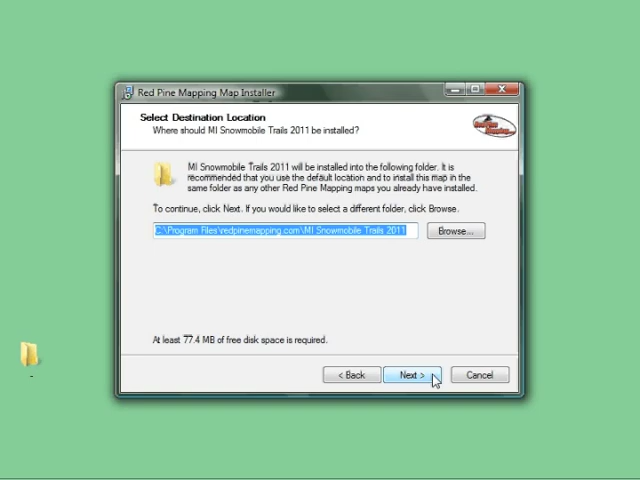 Red Pine Mapping Map Installer
Select Destination Location
Where should MI Snowmobile Trails 2011 be installed?
MI Snowmobile Trails 2011 will be installed into the following folder. It is
recommended that you use the default location and to install this map in the
same folder as any other Red Pine Mapping maps you already have installed.
To continue, click Next. If you would like to select a different folder, click Browse.
C:\Program Files\redpinemapping.com\MI Snowmobile Trails 2011
Browse...
At least 77.4 MB of free disk space is required.
< Back
Next >
Cancel
-